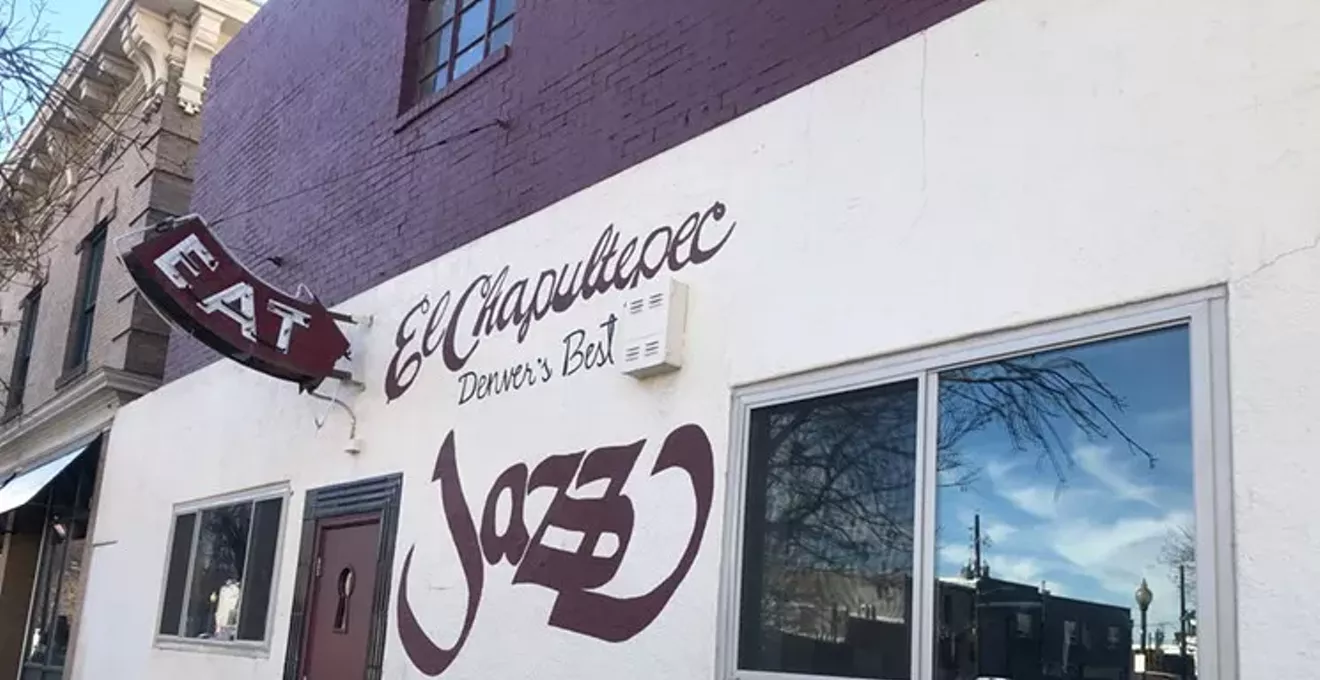 EAT
El Chapultepec
Denver's Best
Jazz